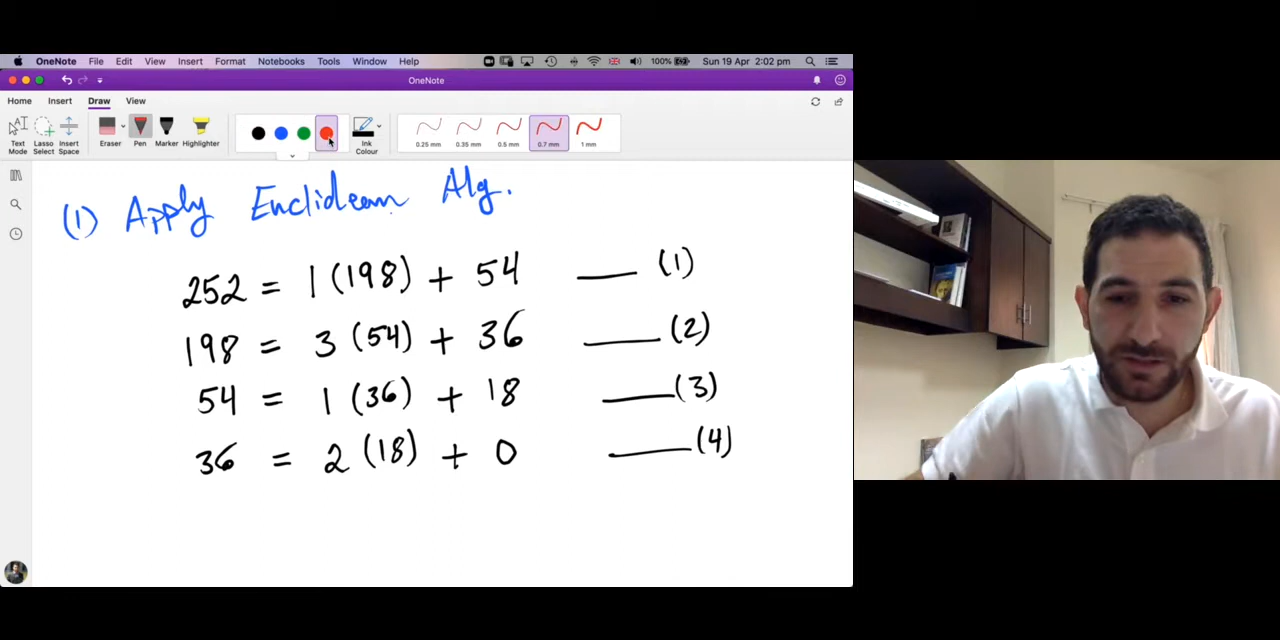 OneNote File Edit View Insert Format Notebooks Tools Window Help 100% Sun 19 Apr 2:02 pm
OneNote
Home Insert Draw View
Text Mode Lasso Select Insert Space Eraser Pen Marker Highlighter Ink Colour 0.25 mm 0.35 mm 0.5 mm 0.7 mm 1 mm
(1) Apply Euclidean Alg.
252 = 1 (198) + 54 —— (1)
198 = 3 (54) + 36 —— (2)
54 = 1 (36) + 18 —— (3)
36 = 2 (18) + 0 —— (4)